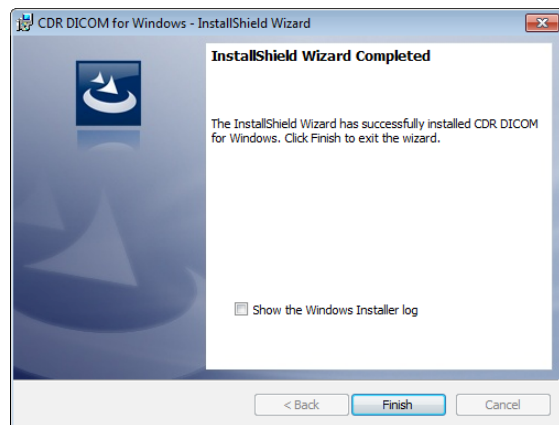 CDR DICOM for Windows - InstallShield Wizard
InstallShield Wizard Completed
The InstallShield Wizard has successfully installed CDR DICOM
for Windows. Click Finish to exit the wizard.
Show the Windows Installer log
< Back
Finish
Cancel